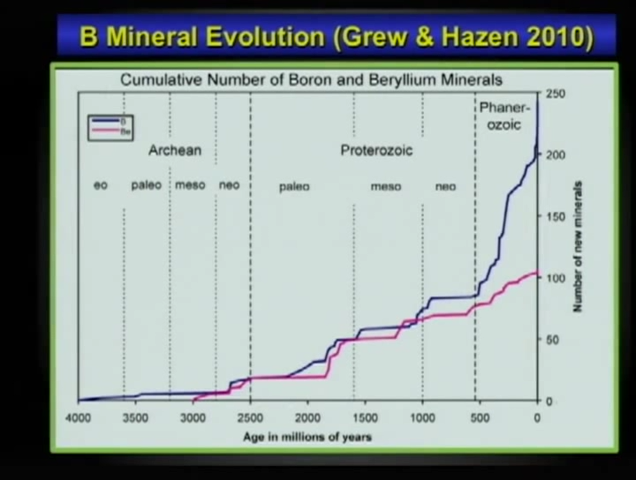 B Mineral Evolution (Grew & Hazen 2010)
Cumulative Number of Boron and Beryllium Minerals
B
Be
Archean
Proterozoic
Phaner-
ozoic
eo paleo meso neo paleo meso neo
250
200
150
100
50
0
Number of new minerals
4000 3500 3000 2500 2000 1500 1000 500 0
Age in millions of years